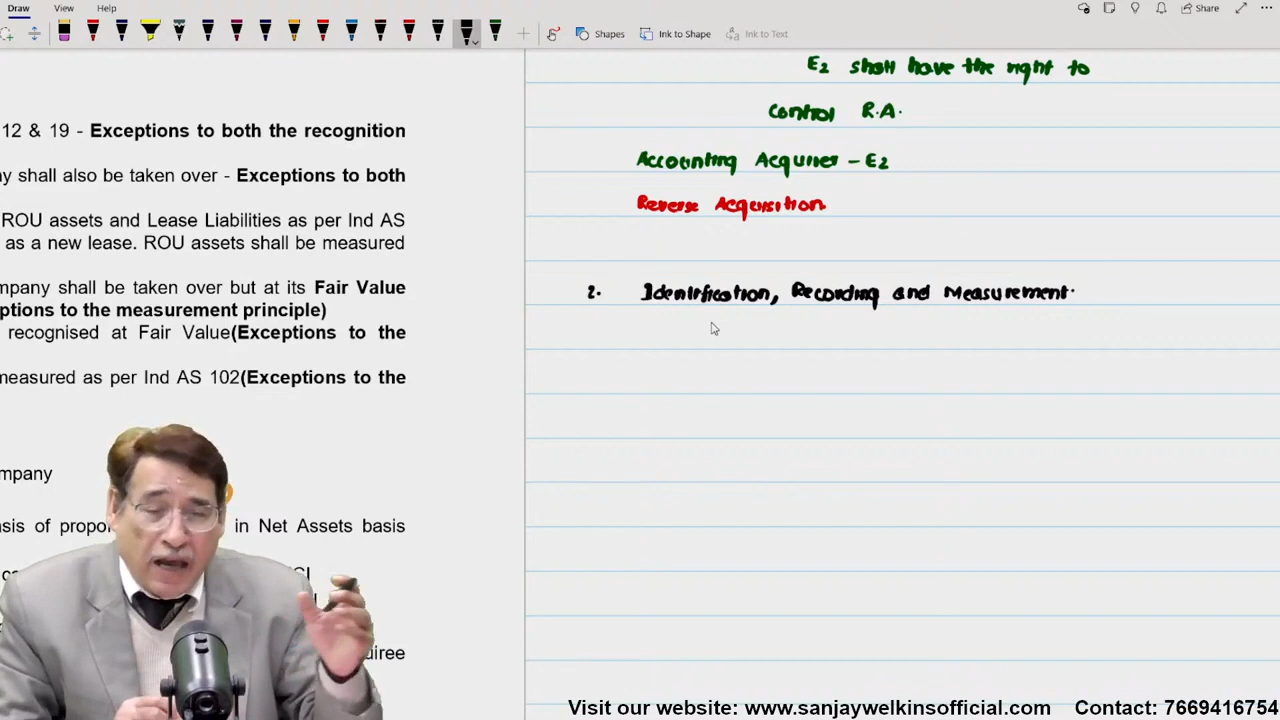 Draw View Help
Share
Shapes
Ink to Shape
Ink to Text
12 & 19 - Exceptions to both the recognition
y shall also be taken over - Exceptions to both
ROU assets and Lease Liabilities as per Ind AS
as a new lease. ROU assets shall be measured
mpany shall be taken over but at its Fair Value
ptions to the measurement principle)
recognised at Fair Value(Exceptions to the
measured as per Ind AS 102(Exceptions to the
mpany
sis of propo in Net Assets basis
diree
E2 shall have the right to
Control R.A.
Accounting Acquirer - E2
Reverse Acquisition
2. Identification, Recording and Measurement.
Visit our website: www.sanjaywelkinsofficial.com Contact: 7669416754